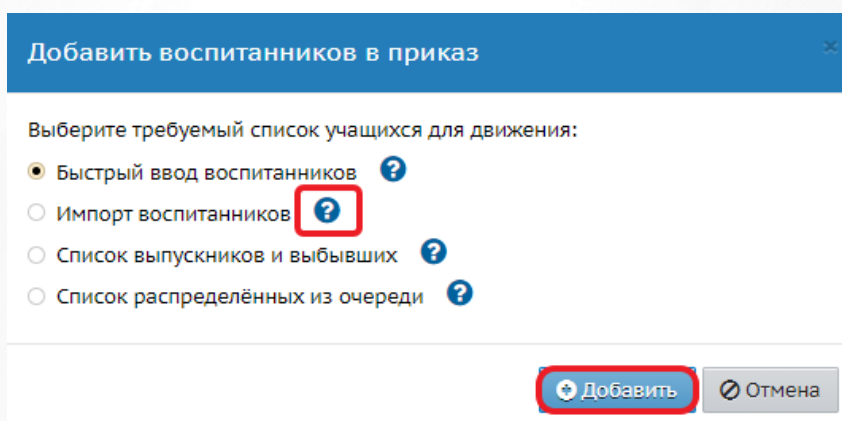 Добавить воспитанников в приказ
Выберите требуемый список учащихся для движения:
Быстрый ввод воспитанников ?
Импорт воспитанников ?
Список выпускников и выбывших ?
Список распределённых из очереди ?
Добавить Отмена